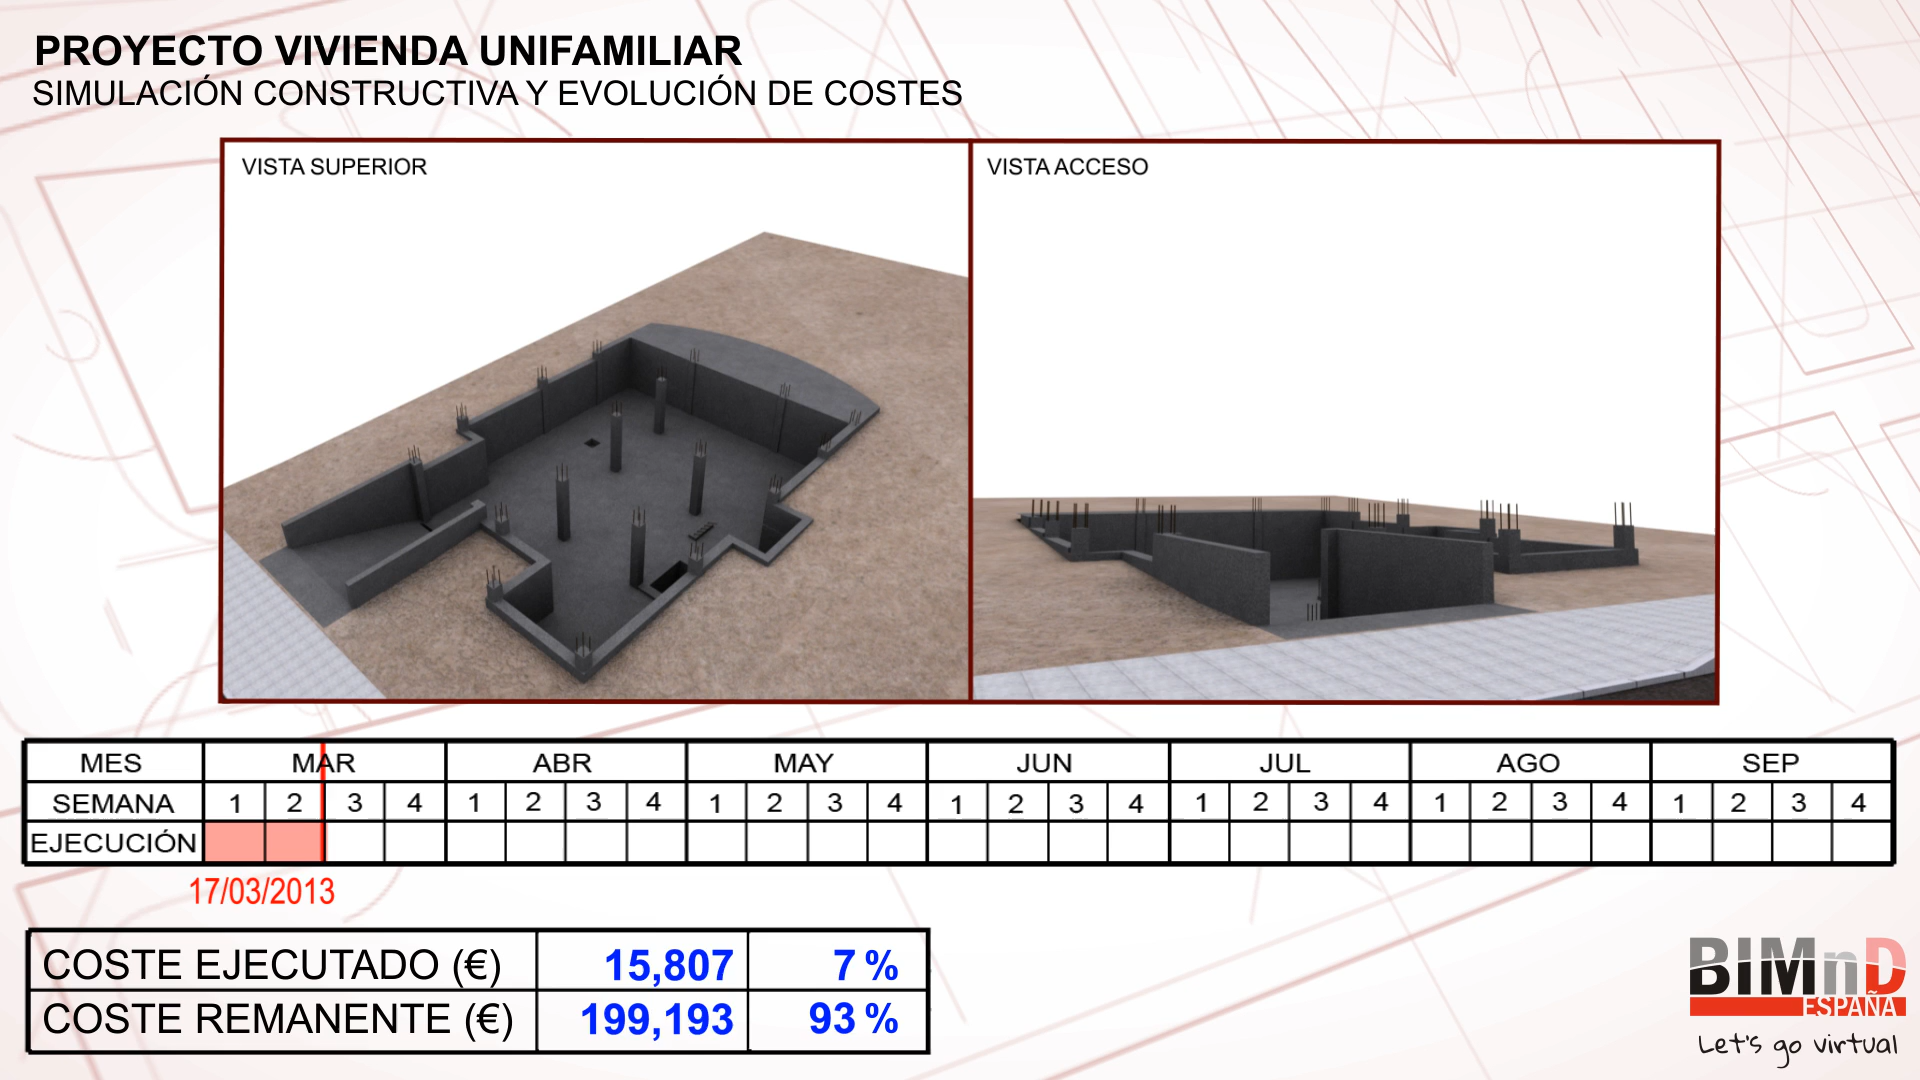 PROYECTO VIVIENDA UNIFAMILIAR
SIMULACIÓN CONSTRUCTIVA Y EVOLUCIÓN DE COSTES
VISTA SUPERIOR
VISTA ACCESO
MES MAR ABR MAY JUN JUL AGO SEP
SEMANA 1 2 3 4 1 2 3 4 1 2 3 4 1 2 3 4 1 2 3 4 1 2 3 4 1 2 3 4
EJECUCIÓN
17/03/2013
COSTE EJECUTADO (€) 15,807 7 %
COSTE REMANENTE (€) 199,193 93 %
BIMnD
ESPAÑA
Let's go virtual